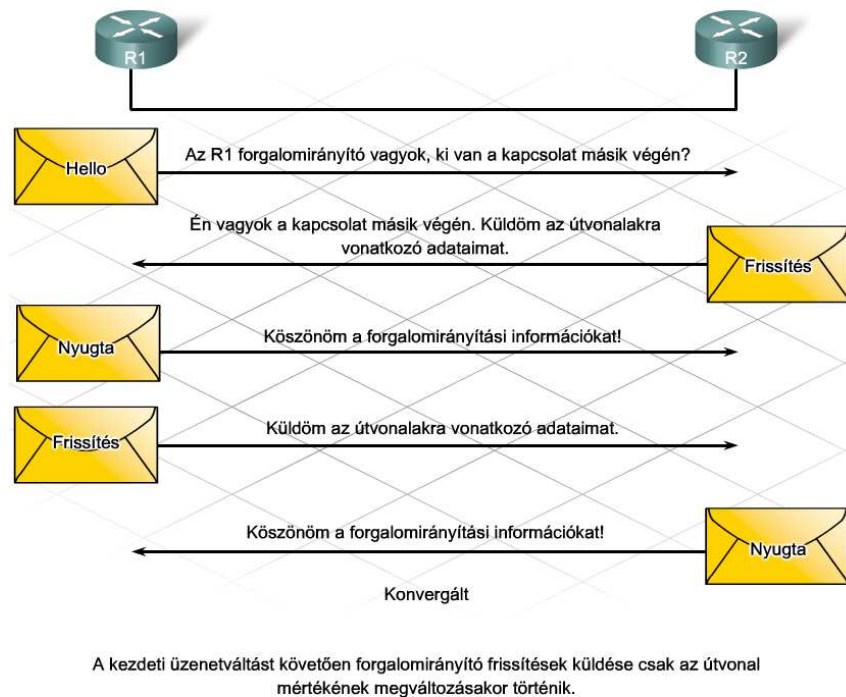 R1
R2
Hello
Az R1 forgalomirányító vagyok, ki van a kapcsolat másik végén?
Én vagyok a kapcsolat másik végén. Küldöm az útvonalakra
vonatkozó adataimat.
Frissítés
Nyugta
Köszönöm a forgalomirányítási információkat!
Frissítés
Küldöm az útvonalakra vonatkozó adataimat.
Köszönöm a forgalomirányítási információkat!
Nyugta
Konvergált
A kezdeti üzenetváltást követően forgalomirányító frissítések küldése csak az útvonal
mértékének megváltozásakor történik.